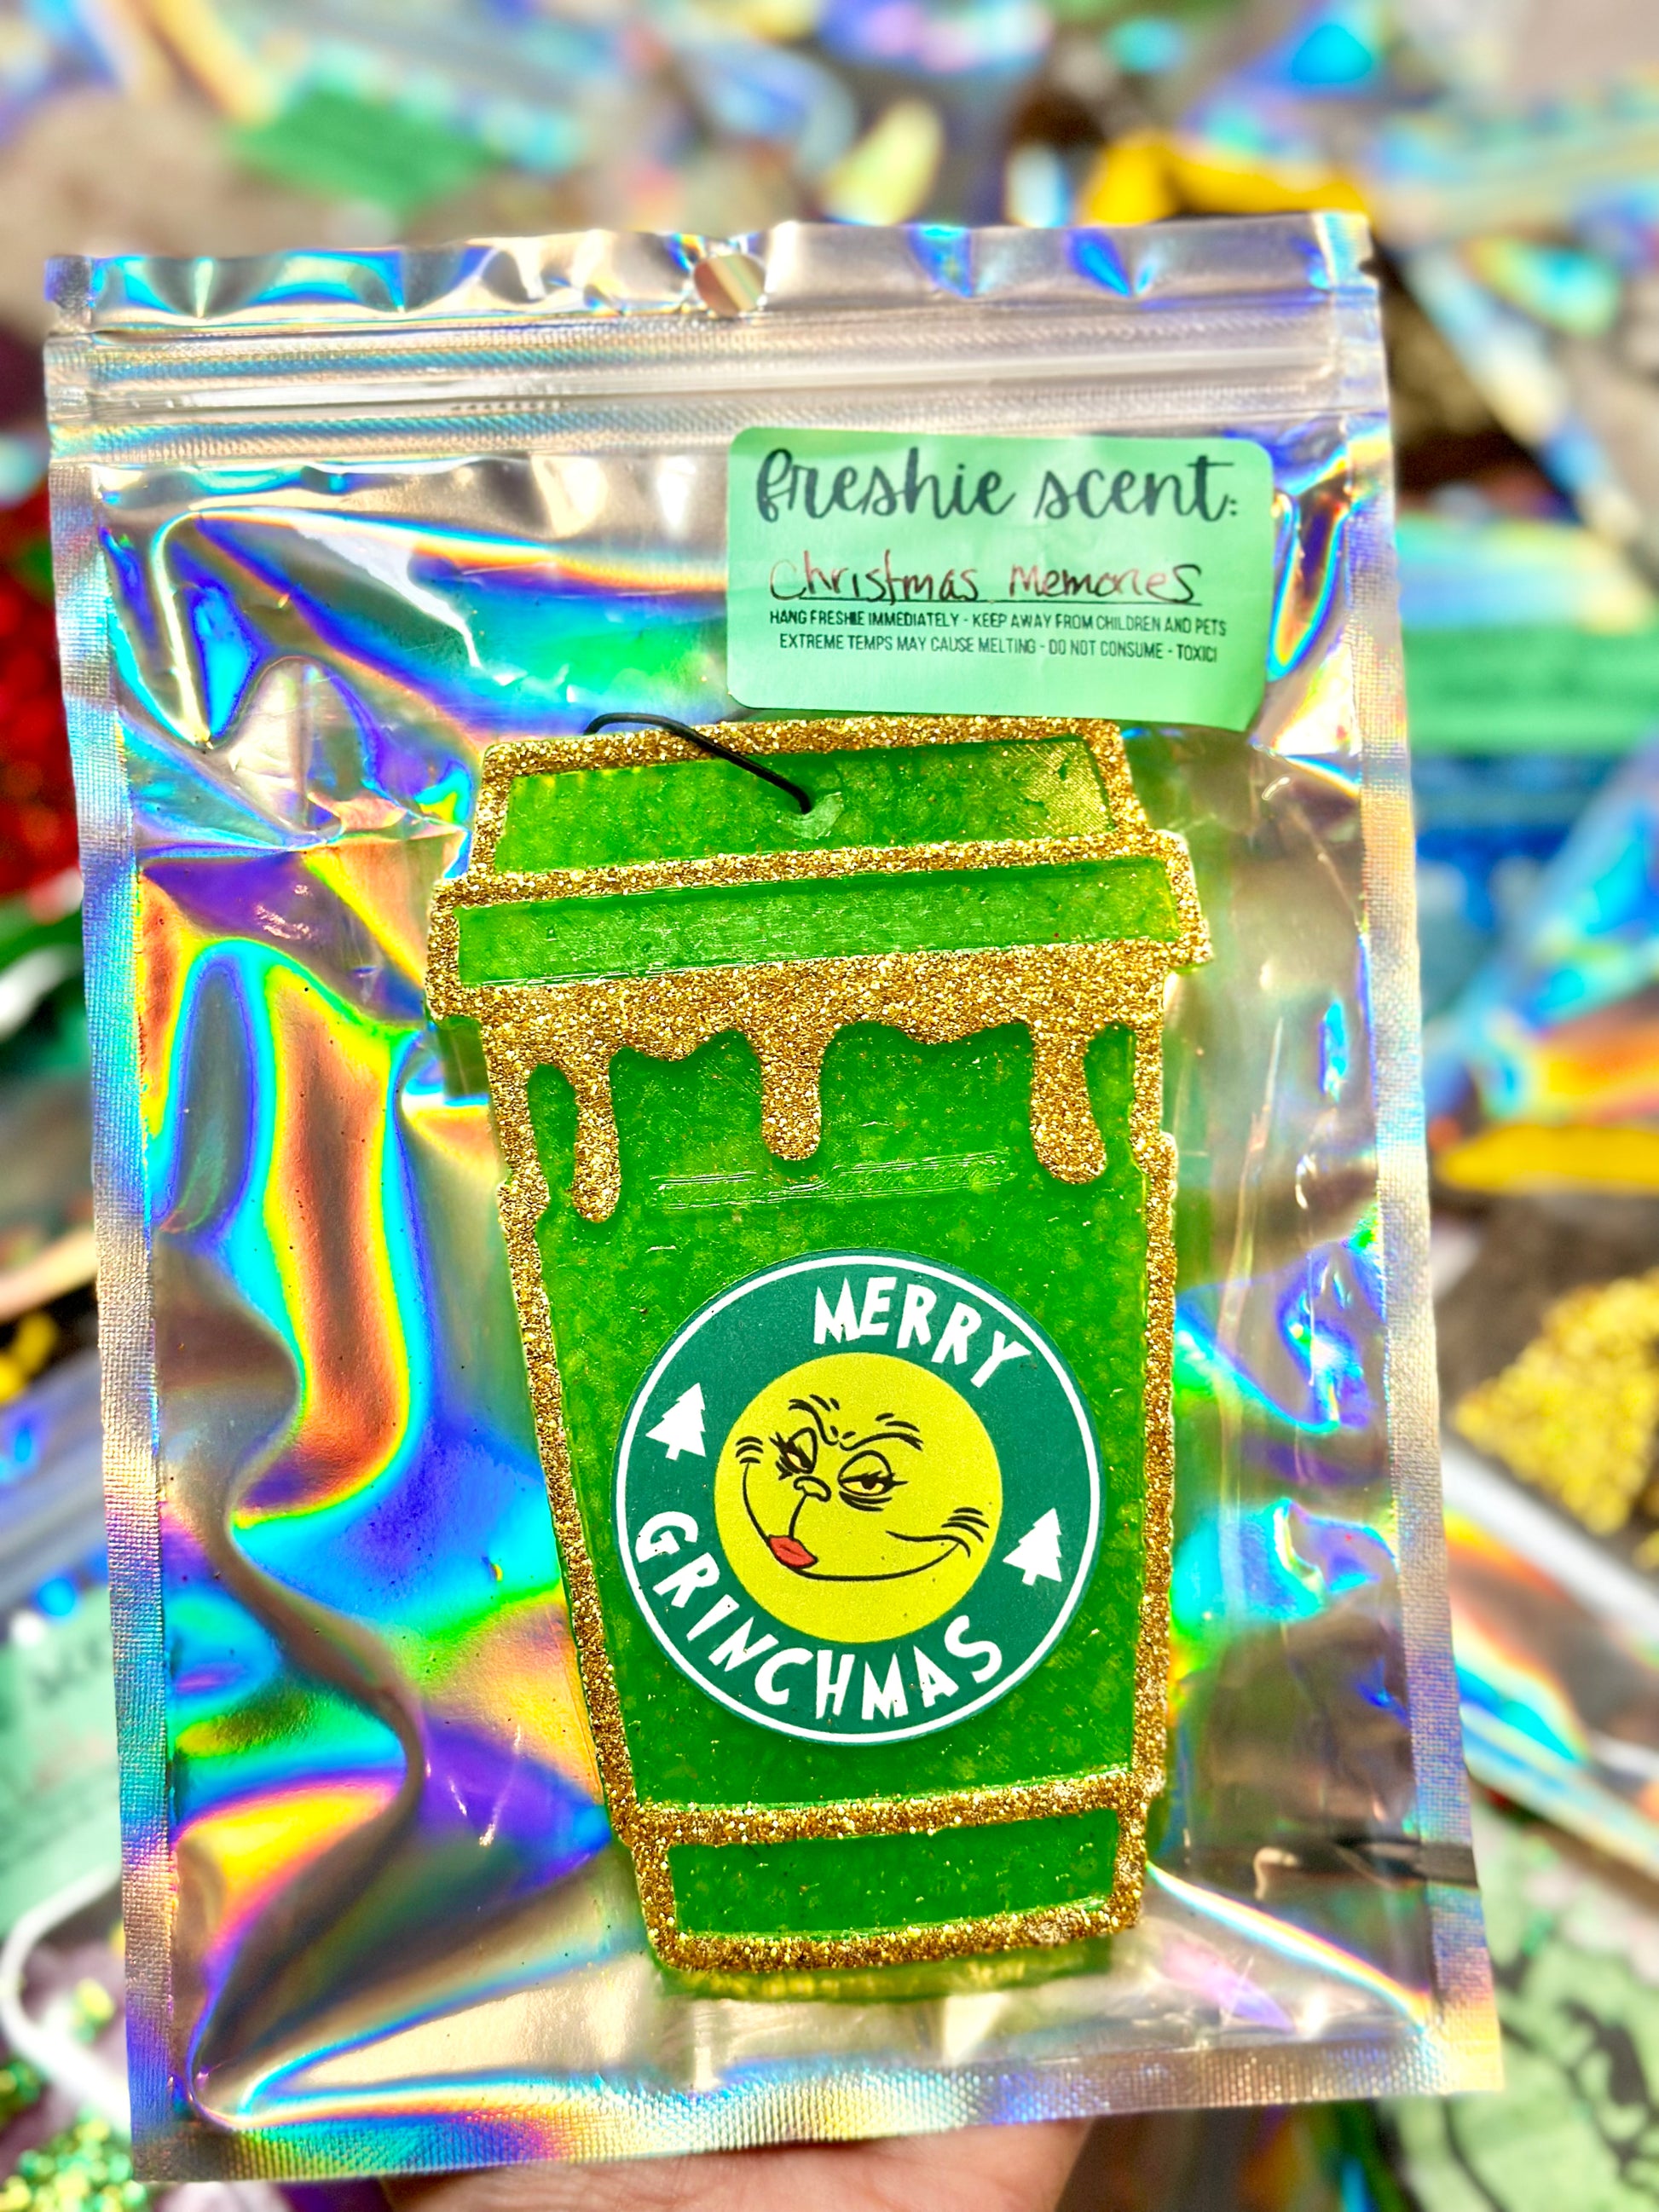 freshie scent:
Christmas Memories
HANG FRESHIE IMMEDIATELY - KEEP AWAY FROM CHILDREN AND PETS
EXTREME TEMPS MAY CAUSE MELTING - DO NOT CONSUME - TOXIC!
MERRY
GRINCHMAS